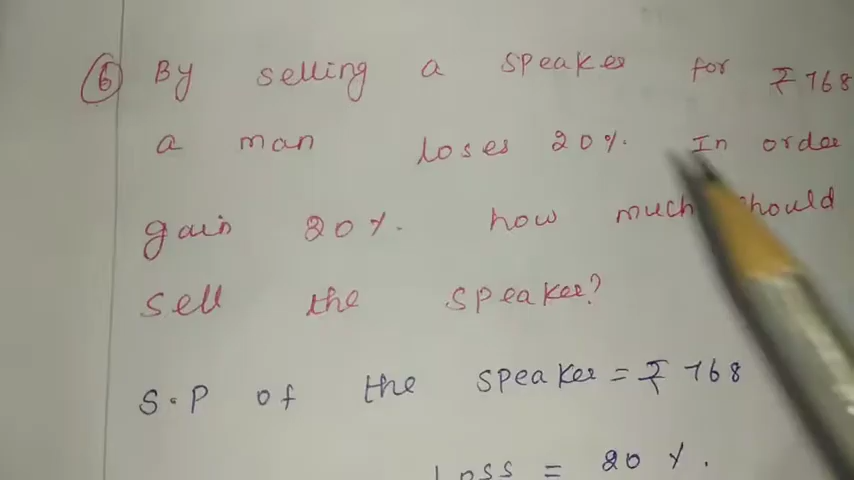 6 By selling a speaker for ₹768
a man loses 20%. In order
gain 20%. how much should
sell the speaker?
S.P of the speaker = ₹ 768
Loss = 20%.